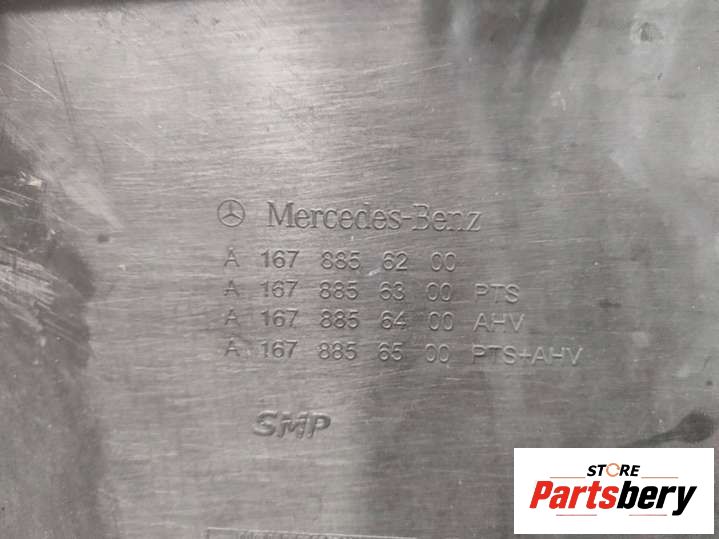 Mercedes-Benz
A 167 885 62 00
A 167 885 63 00 PTS
A 167 885 64 00 AHV
A 167 885 65 00 PTS+AHV
SMP
STORE
Partsbery